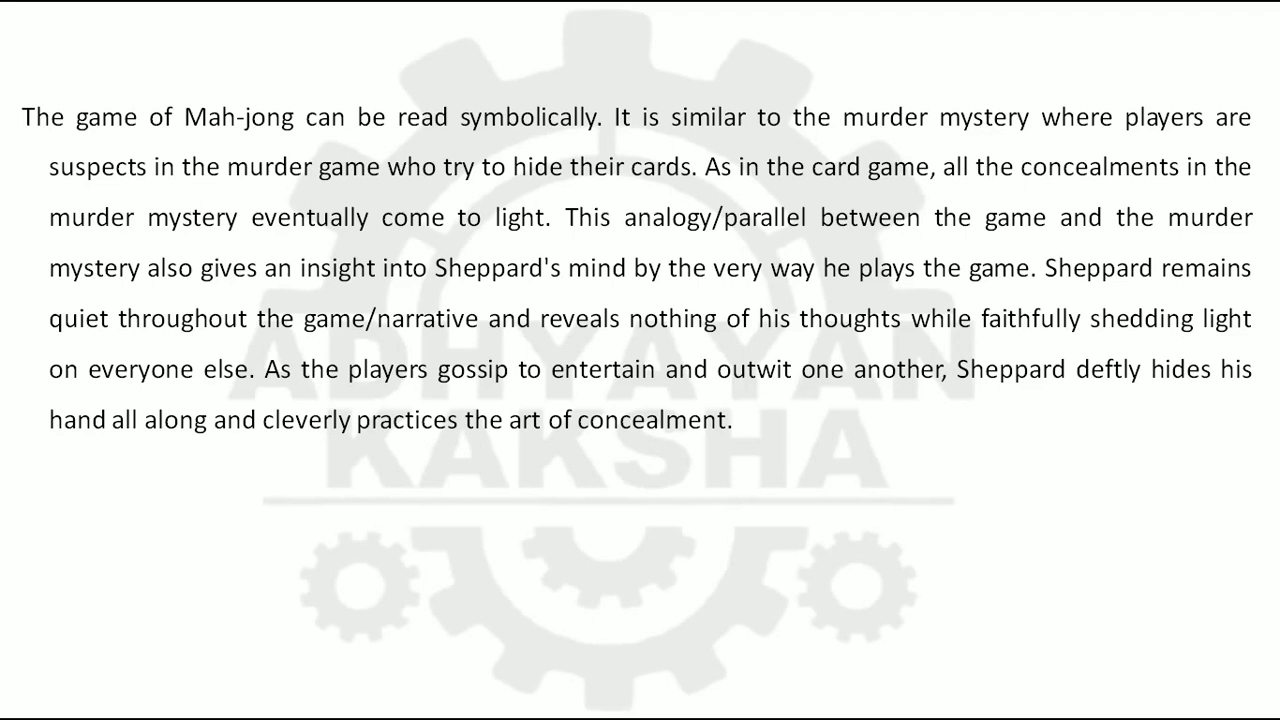 The game of Mah-jong can be read symbolically. It is similar to the murder mystery where players are
suspects in the murder game who try to hide their cards. As in the card game, all the concealments in the
murder mystery eventually come to light. This analogy/parallel between the game and the murder
mystery also gives an insight into Sheppard's mind by the very way he plays the game. Sheppard remains
quiet throughout the game/narrative and reveals nothing of his thoughts while faithfully shedding light
on everyone else. As the players gossip to entertain and outwit one another, Sheppard deftly hides his
hand all along and cleverly practices the art of concealment.
ADHYAYAN
KAKSHA